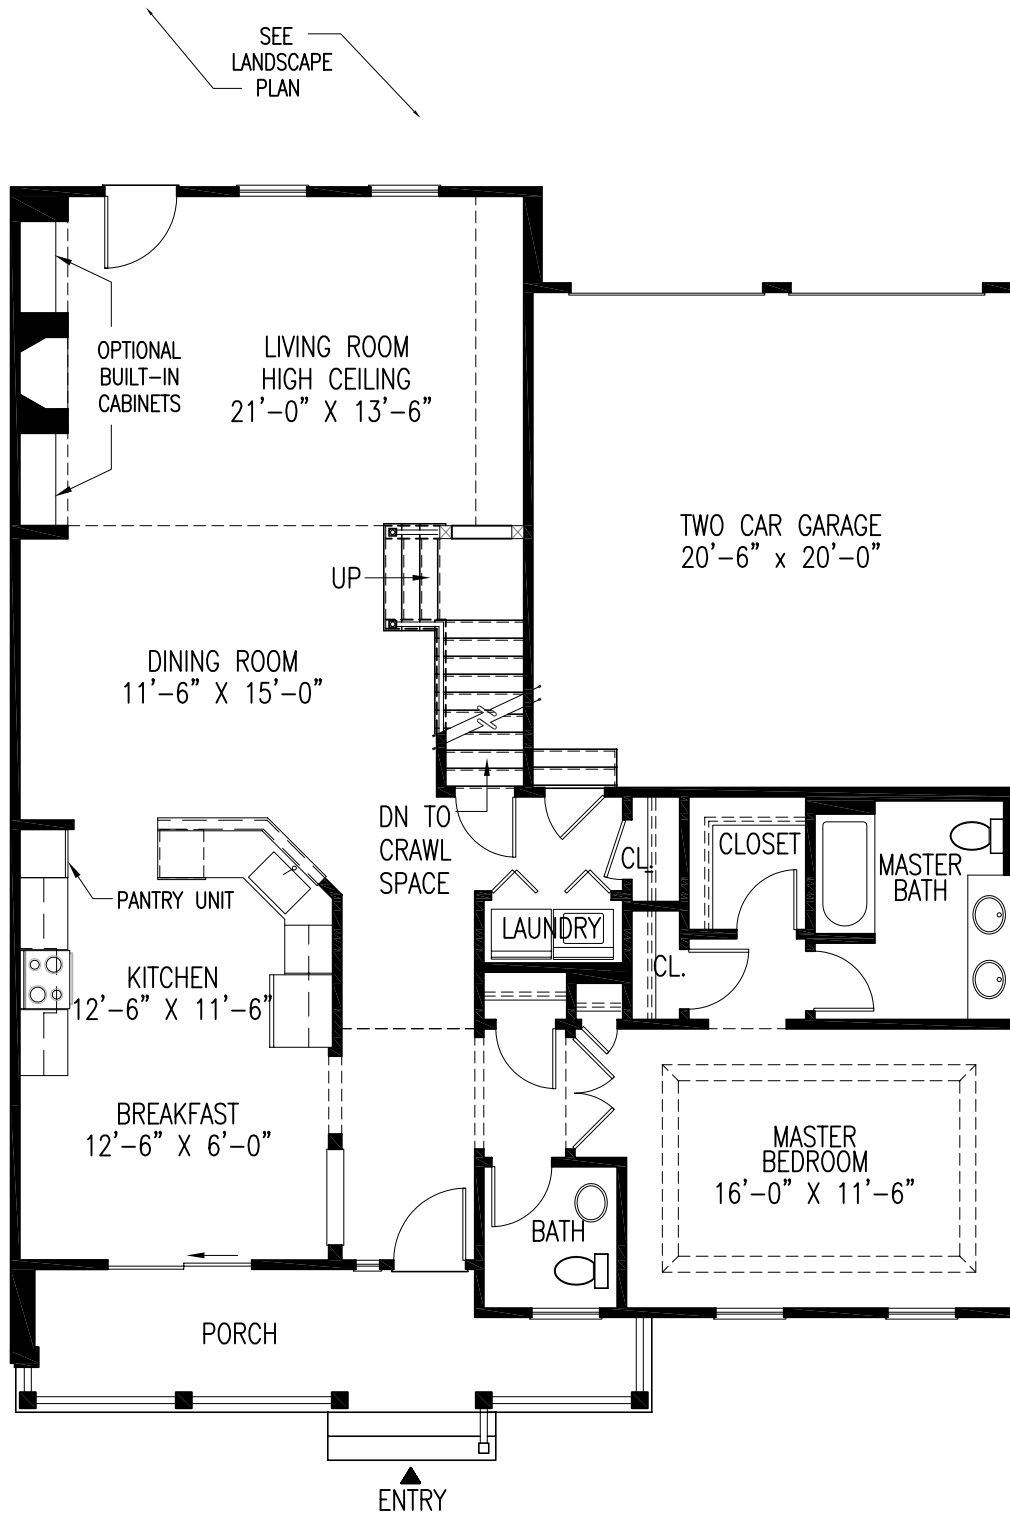 SEE
LANDSCAPE
PLAN
OPTIONAL
BUILT-IN
CABINETS
LIVING ROOM
HIGH CEILING
21'-0" X 13'-6"
TWO CAR GARAGE
20'-6" x 20'-0"
UP
DINING ROOM
11'-6" X 15'-0"
DN TO
CRAWL
SPACE
CL.
CLOSET
MASTER
BATH
PANTRY UNIT
LAUNDRY
CL.
KITCHEN
12'-6" X 11'-6"
BREAKFAST
12'-6" X 6'-0"
MASTER
BEDROOM
16'-0" X 11'-6"
BATH
PORCH
ENTRY